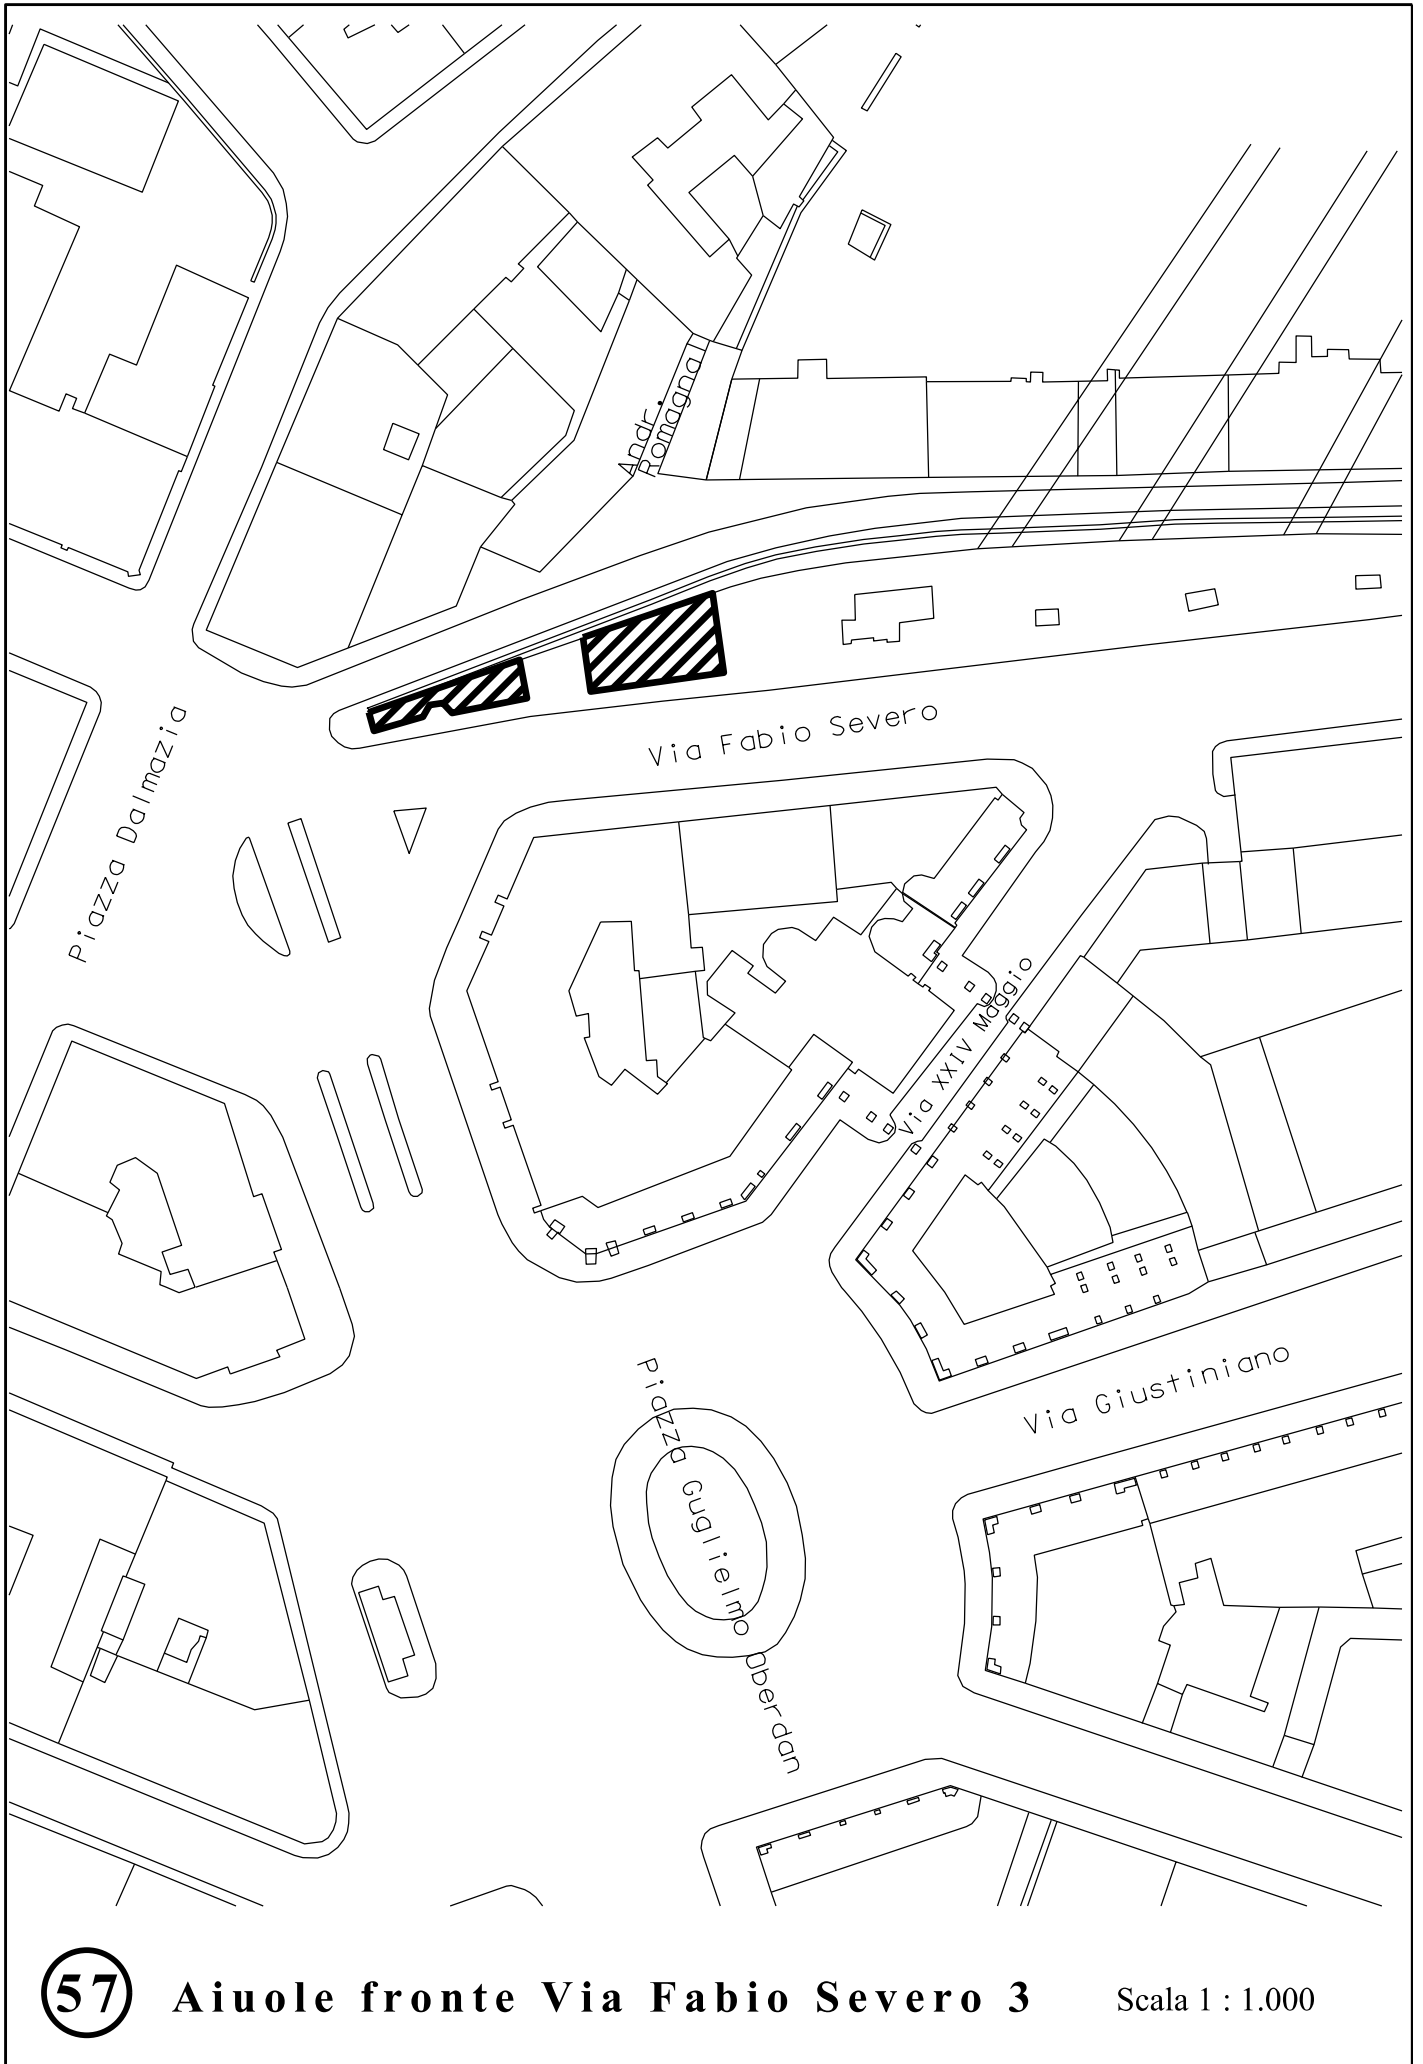 Andr.
Romagna
Via Fabio Severo
Piazza Dalmazia
Via XXIV Maggio
Via Giustiniano
Piazza Guglielmo Oberdan
57 Aiuole fronte Via Fabio Severo 3 Scala 1 : 1.000